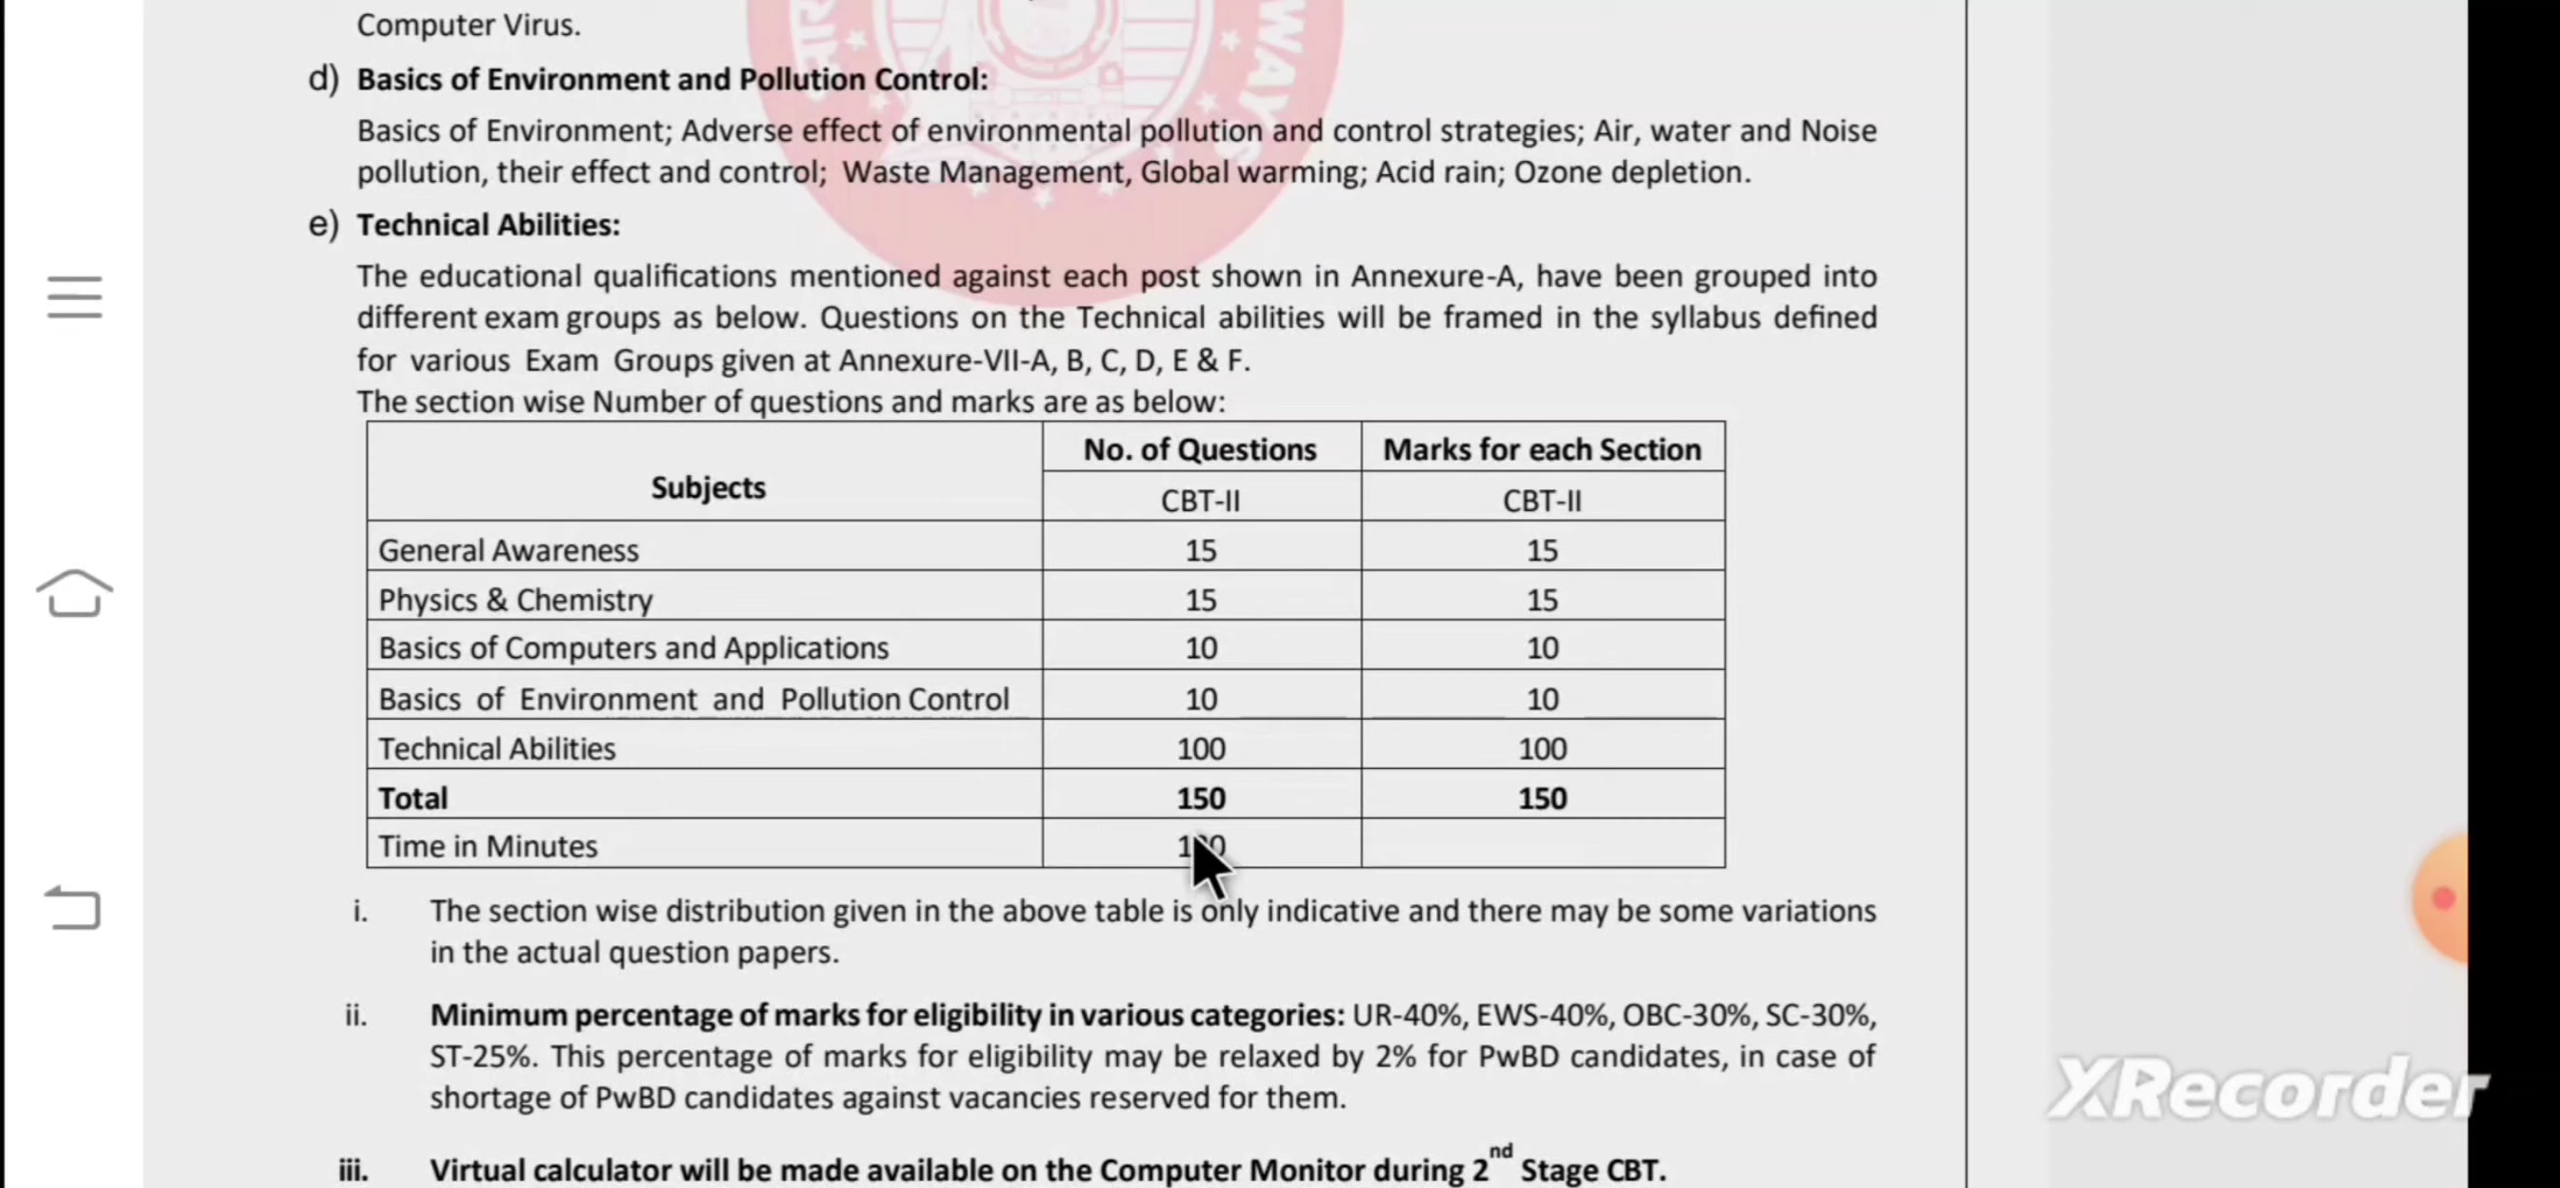 Computer Virus.
d) Basics of Environment and Pollution Control:
Basics of Environment; Adverse effect of environmental pollution and control strategies; Air, water and Noise
pollution, their effect and control; Waste Management, Global warming; Acid rain; Ozone depletion.
e) Technical Abilities:
The educational qualifications mentioned against each post shown in Annexure-A, have been grouped into
different exam groups as below. Questions on the Technical abilities will be framed in the syllabus defined
for various Exam Groups given at Annexure-VII-A, B, C, D, E & F.
The section wise Number of questions and marks are as below:
Subjects No. of Questions Marks for each Section
CBT-II CBT-II
General Awareness 15 15
Physics & Chemistry 15 15
Basics of Computers and Applications 10 10
Basics of Environment and Pollution Control 10 10
Technical Abilities 100 100
Total 150 150
Time in Minutes
i. The section wise distribution given in the above table is only indicative and there may be some variations
in the actual question papers.
ii. Minimum percentage of marks for eligibility in various categories: UR-40%, EWS-40%, OBC-30%, SC-30%,
ST-25%. This percentage of marks for eligibility may be relaxed by 2% for PwBD candidates, in case of
shortage of PwBD candidates against vacancies reserved for them.
iii. Virtual calculator will be made available on the Computer Monitor during 2nd Stage CBT.
XRecorder